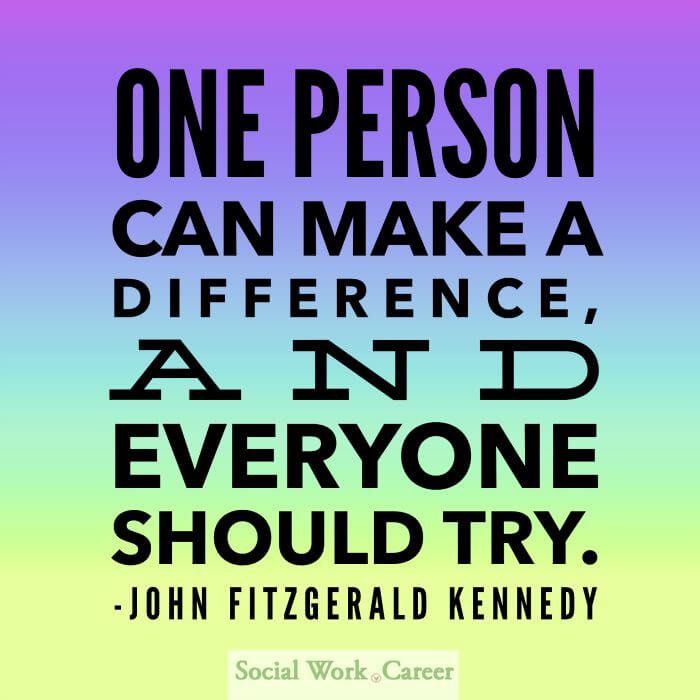 ONE PERSON
CAN MAKE A
DIFFERENCE,
AND
EVERYONE
SHOULD TRY.
-JOHN FITZGERALD KENNEDY
Social Work Career